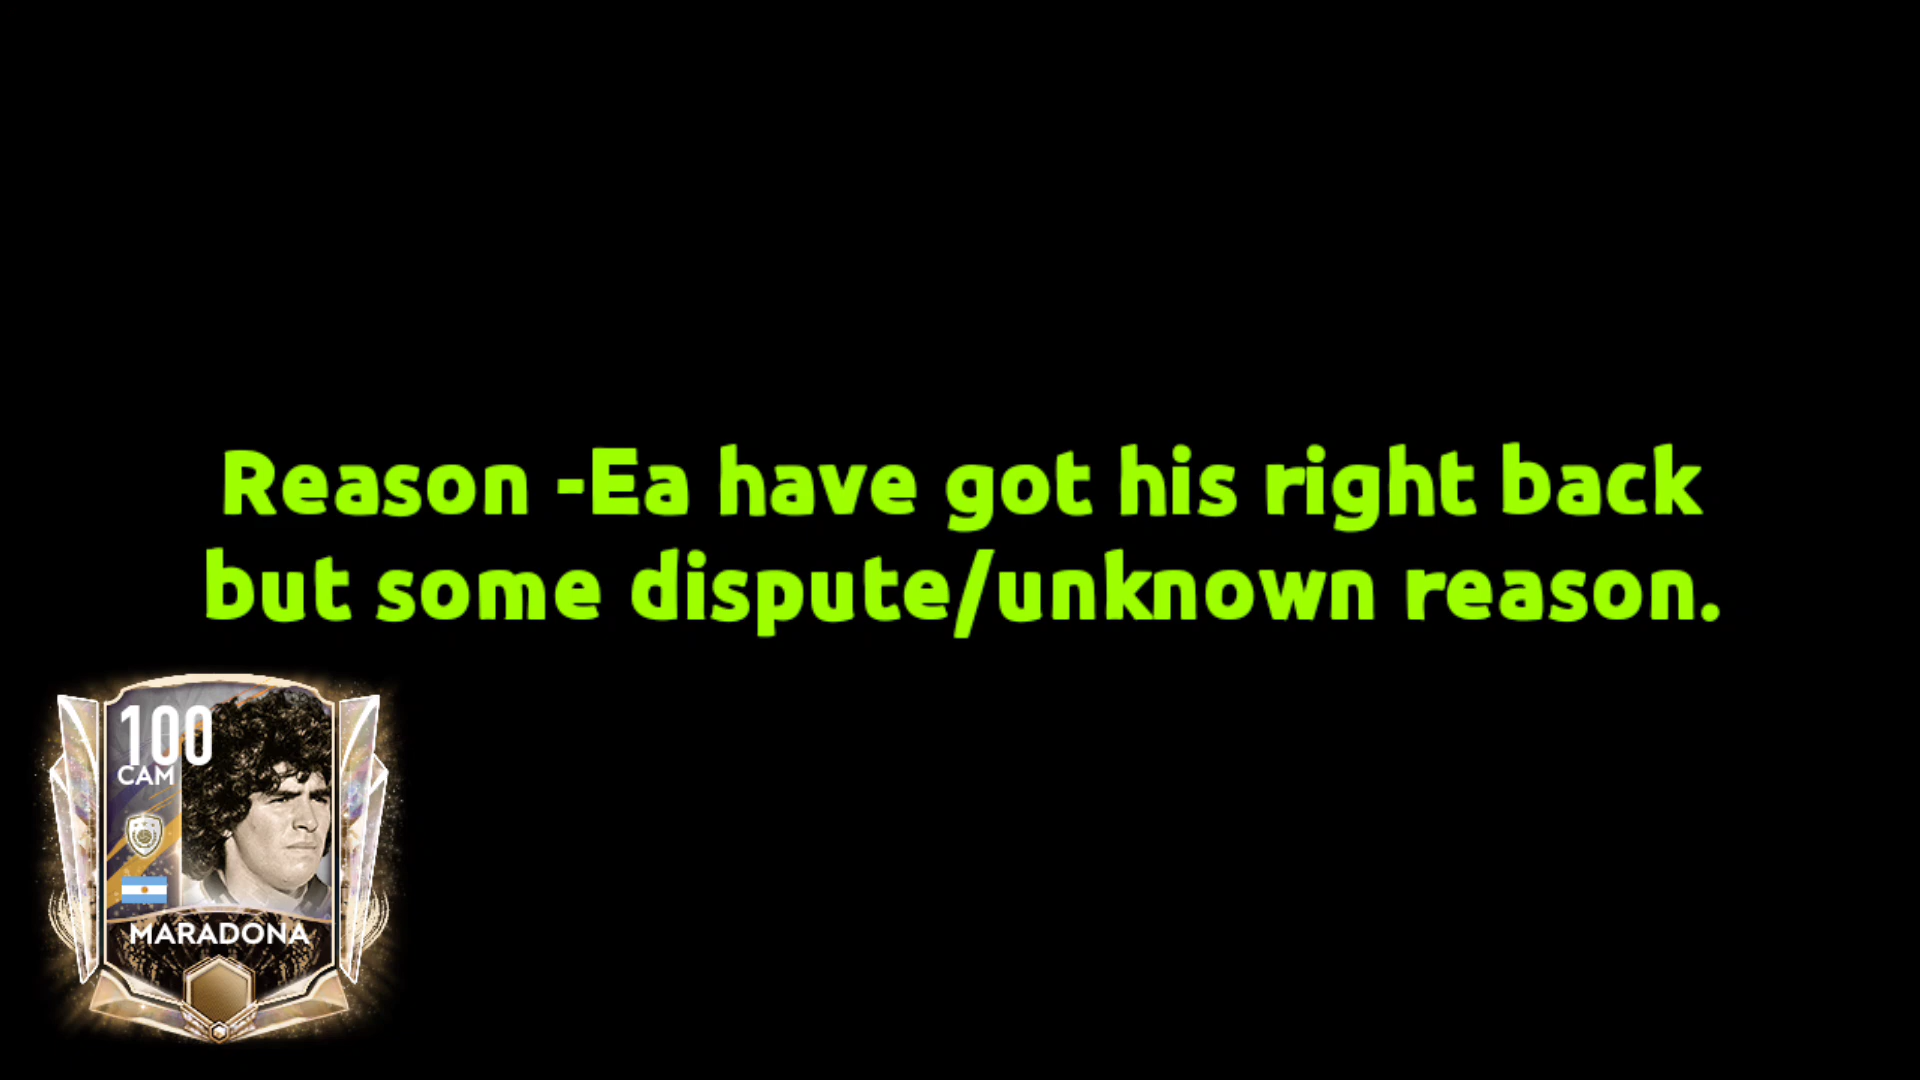 Reason -Ea have got his right back
but some dispute/unknown reason.
100
CAM
MARADONA